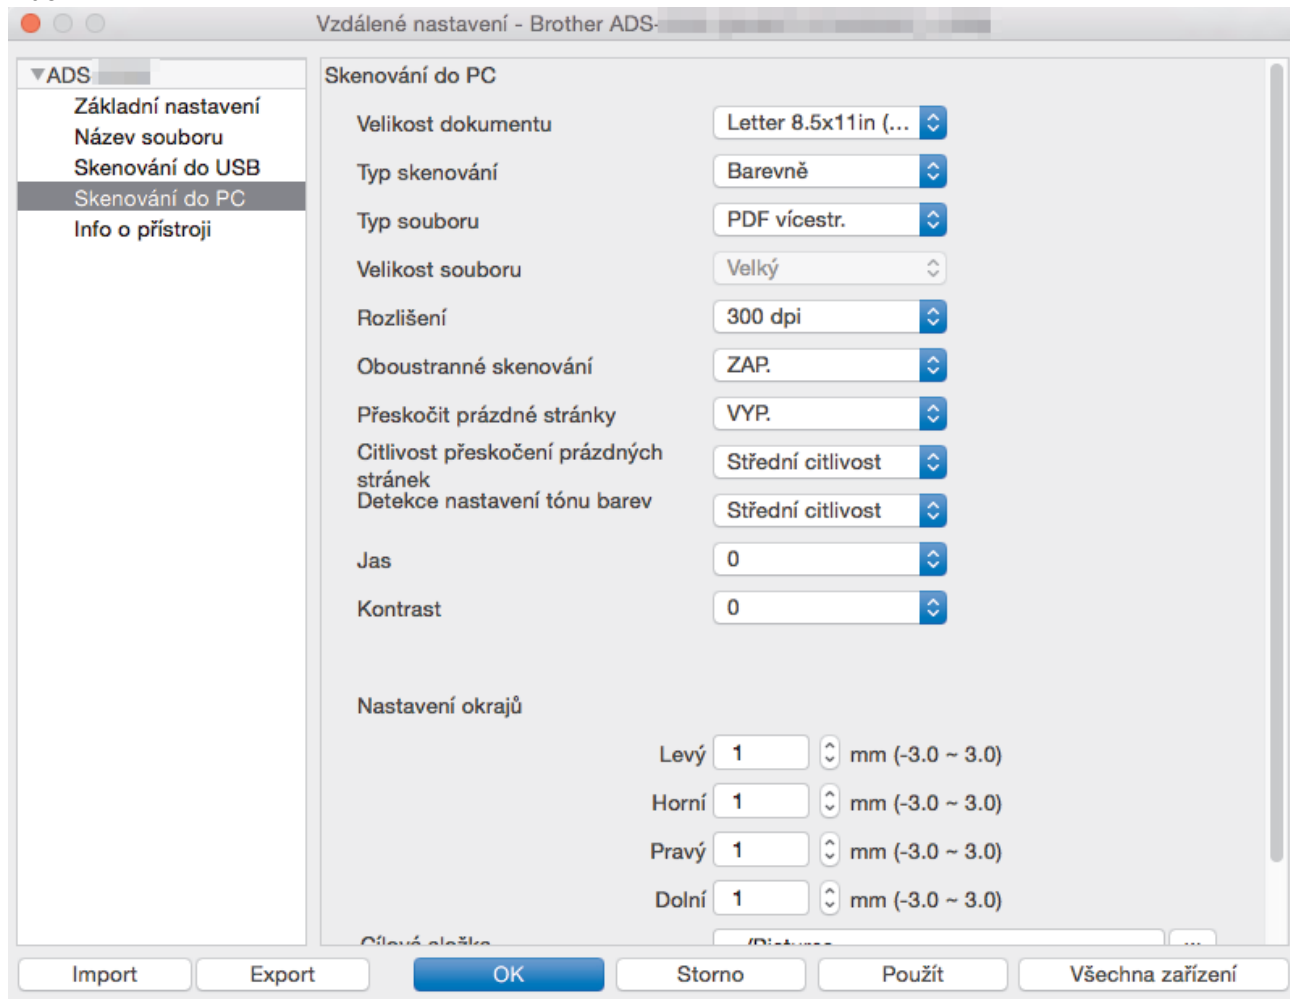 Vzdálené nastavení - Brother ADS-
ADS
Základní nastavení
Název souboru
Skenování do USB
Skenování do PC
Info o přístroji
Skenování do PC
Velikost dokumentu Letter 8.5x11in (...
Typ skenování Barevně
Typ souboru PDF vícestr.
Velikost souboru Velký
Rozlišení 300 dpi
Oboustranné skenování ZAP.
Přeskočit prázdné stránky VYP.
Citlivost přeskočení prázdných
stránek Střední citlivost
Detekce nastavení tónu barev Střední citlivost
Jas 0
Kontrast 0
Nastavení okrajů
Levý 1 mm (-3.0 ~ 3.0)
Horní 1 mm (-3.0 ~ 3.0)
Pravý 1 mm (-3.0 ~ 3.0)
Dolní 1 mm (-3.0 ~ 3.0)
Cílová složka /Pictures ...
Import Export OK Storno Použít Všechna zařízení